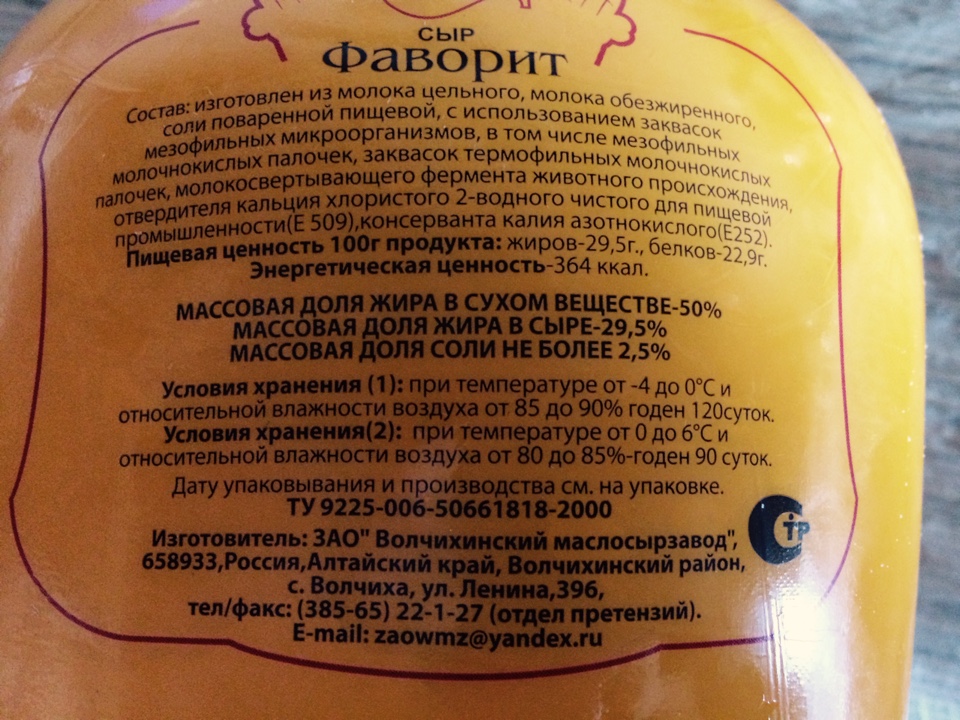 СЫР
Фаворит
Состав: изготовлен из молока цельного, молока обезжиренного,
соли поваренной пищевой, с использованием заквасок
мезофильных микроорганизмов, в том числе мезофильных
молочнокислых палочек, заквасок термофильных молочнокислых
палочек, молокосвертывающего фермента животного происхождения,
отвердителя кальция хлористого 2-водного чистого для пищевой
промышленности(Е 509),консерванта калия азотнокислого(Е252).
Пищевая ценность 100г продукта: жиров-29,5г., белков-22,9г.
Энергетическая ценность-364 ккал.
МАССОВАЯ ДОЛЯ ЖИРА В СУХОМ ВЕЩЕСТВЕ-50%
МАССОВАЯ ДОЛЯ ЖИРА В СЫРЕ-29,5%
МАССОВАЯ ДОЛЯ СОЛИ НЕ БОЛЕЕ 2,5%
Условия хранения (1): при температуре от -4 до 0°С и
относительной влажности воздуха от 85 до 90% годен 120суток.
Условия хранения(2): при температуре от 0 до 6°С и
относительной влажности воздуха от 80 до 85%-годен 90 суток.
Дату упаковывания и производства см. на упаковке.
ТУ 9225-006-50661818-2000
Изготовитель: ЗАО" Волчихинский маслосырзавод",
658933,Россия,Алтайский край, Волчихинский район,
с. Волчиха, ул. Ленина,396,
тел/факс: (385-65) 22-1-27 (отдел претензий).
E-mail: zaowmz@yandex.ru